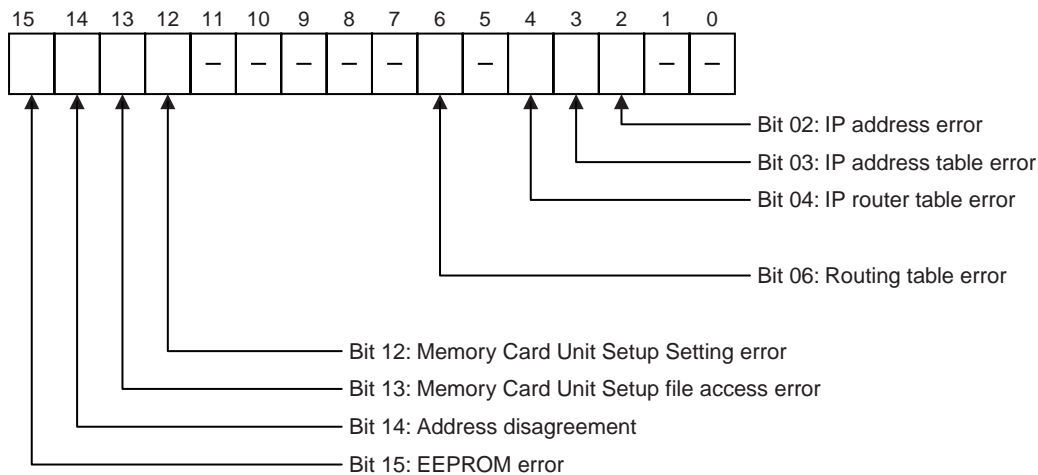 15 14 13 12 11 10 9 8 7 6 5 4 3 2 1 0
– – – – – – – –
Bit 02: IP address error
Bit 03: IP address table error
Bit 04: IP router table error
Bit 06: Routing table error
Bit 12: Memory Card Unit Setup Setting error
Bit 13: Memory Card Unit Setup file access error
Bit 14: Address disagreement
Bit 15: EEPROM error